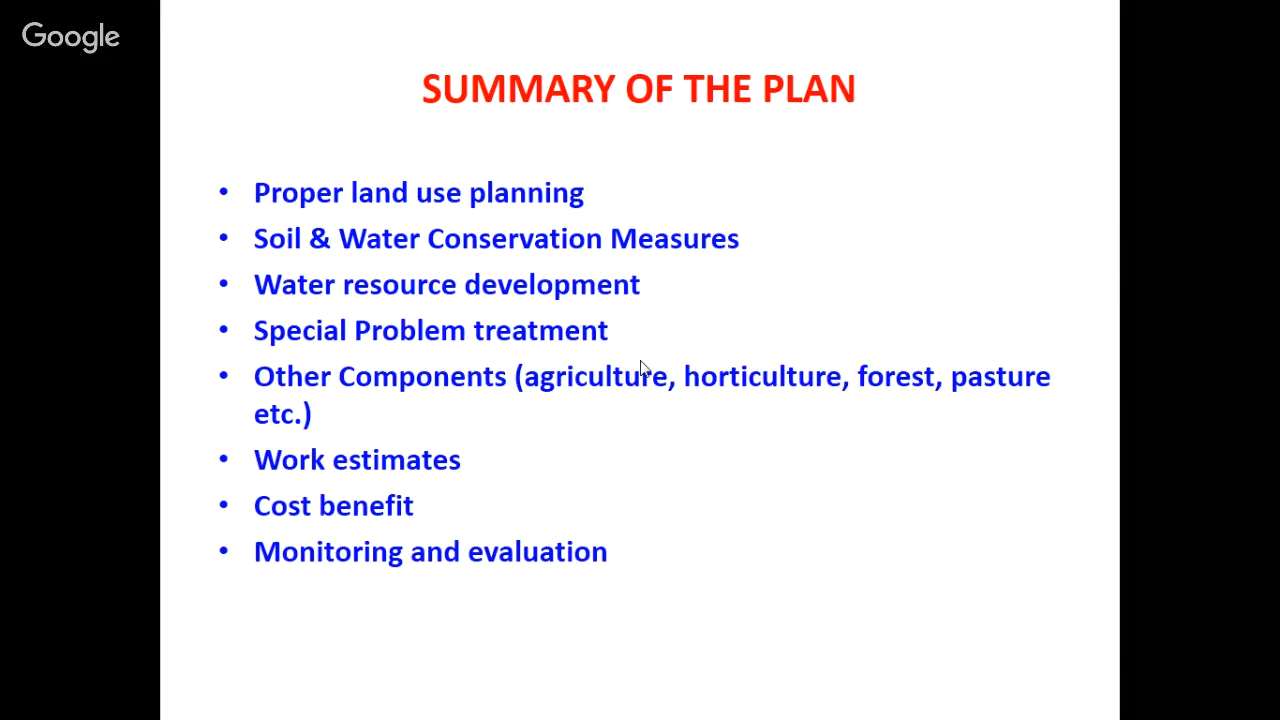 Google
SUMMARY OF THE PLAN
• Proper land use planning
• Soil & Water Conservation Measures
• Water resource development
• Special Problem treatment
• Other Components (agriculture, horticulture, forest, pasture
etc.)
• Work estimates
• Cost benefit
• Monitoring and evaluation